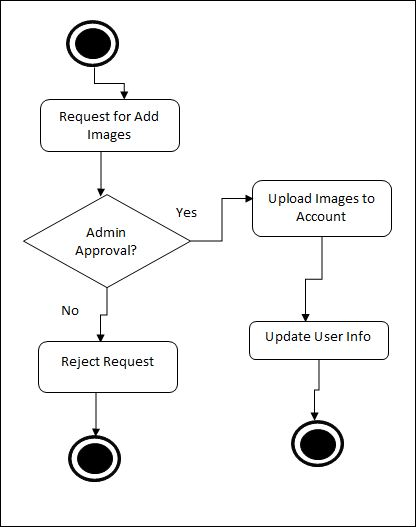 Request for Add
Images
Admin
Approval?
Yes
Upload Images to
Account
No
Reject Request
Update User Info